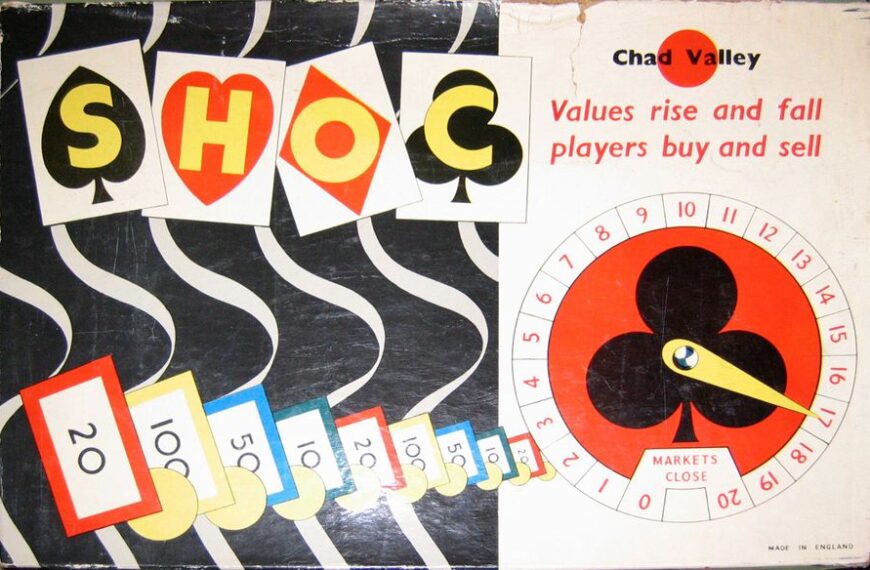 SHOC
Chad Valley
Values rise and fall
players buy and sell
0 1 2 3 4 5 6 7 8 9 10 11 12 13 14 15 16 17 18 19 20
MARKETS
CLOSE
20 100 50 10 20 100 50 10 20
MADE IN ENGLAND